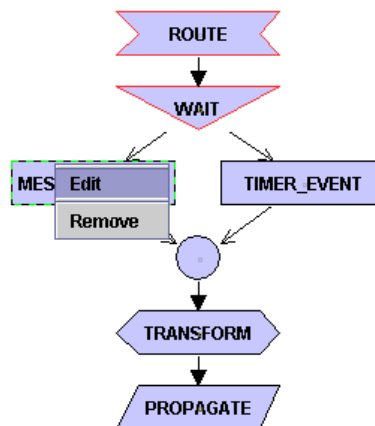 ROUTE
WAIT
MES
Edit
TIMER_EVENT
Remove
TRANSFORM
PROPAGATE